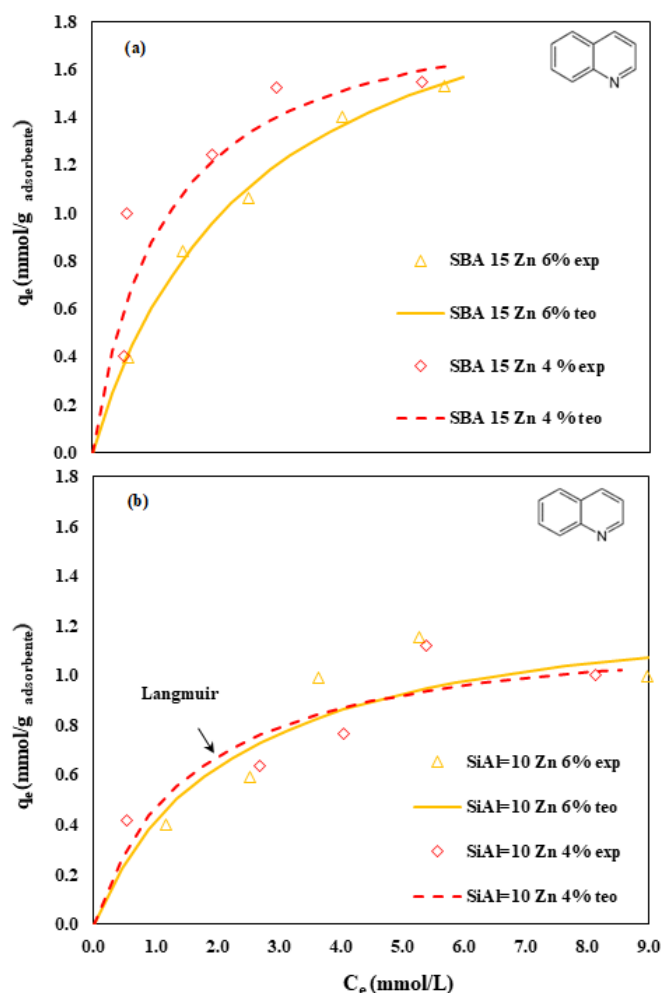 (a)
N
1.8
1.6
1.4
1.2
1.0
0.8
0.6
0.4
0.2
0.0
qe (mmol/g adsorbente)
SBA 15 Zn 6% exp
SBA 15 Zn 6% teo
SBA 15 Zn 4 % exp
SBA 15 Zn 4 % teo
(b)
N
1.8
1.6
1.4
1.2
1.0
0.8
0.6
0.4
0.2
0.0
qe (mmol/g adsorbente)
Langmuir
SiAl=10 Zn 6% exp
SiAl=10 Zn 6% teo
SiAl=10 Zn 4% exp
SiAl=10 Zn 4% teo
0.0 1.0 2.0 3.0 4.0 5.0 6.0 7.0 8.0 9.0
Ce (mmol/L)